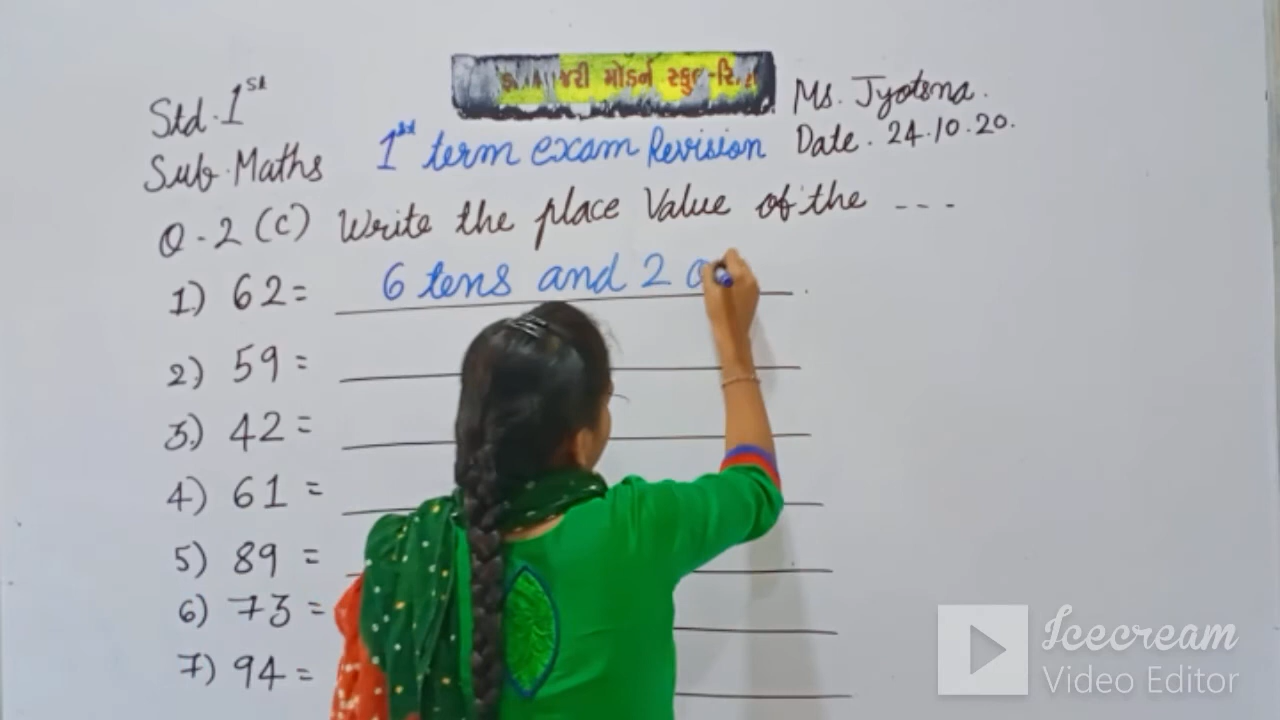 જરી મોડર્ન સ્કુલ
Std. 1st
Ms. Jyotsna.
Sub. Maths
1st term exam Revision
Date. 24.10.20.
Q-2 (C) Write the place Value of the ---
1) 62= 6 tens and 2 o
2) 59=
3) 42=
4) 61=
5) 89=
6) 73=
7) 94=
Icecream
Video Editor